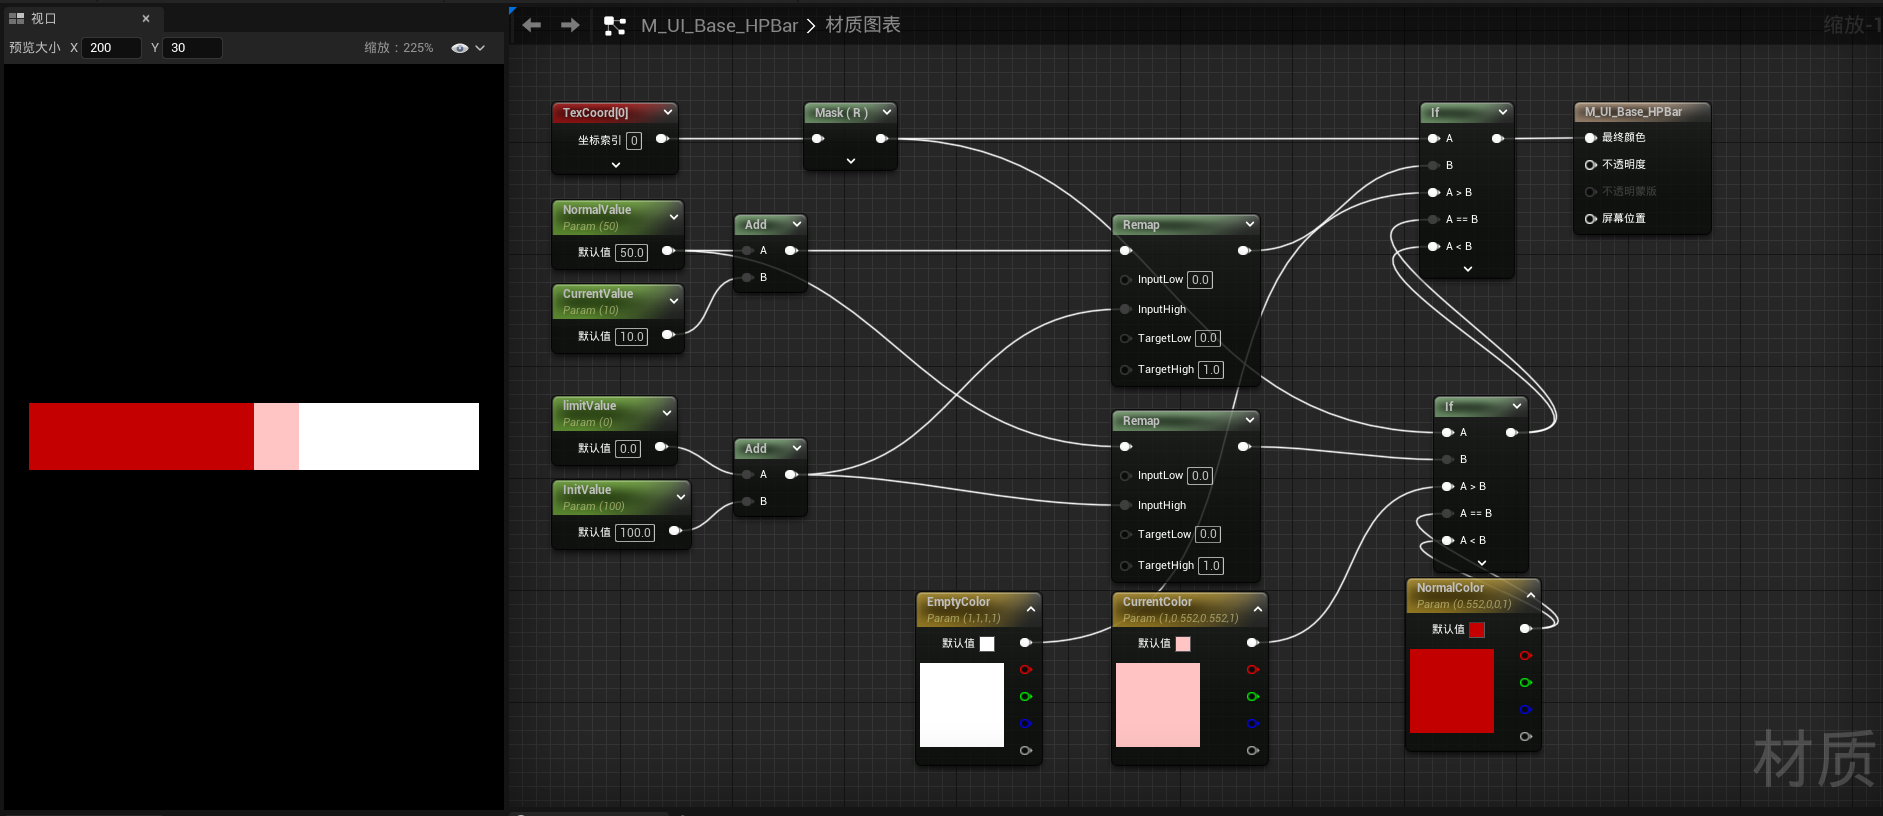 视口 ×
预览大小 X 200 Y 30 缩放：225%
M_UI_Base_HPBar > 材质图表
缩放-1
TexCoord[0]
坐标索引 0
Mask ( R )
If
A
B
A > B
A == B
A < B
M_UI_Base_HPBar
最终颜色
不透明度
不透明蒙版
屏幕位置
NormalValue
Param (50)
默认值 50.0
Add
A
B
CurrentValue
Param (10)
默认值 10.0
Remap
InputLow 0.0
InputHigh
TargetLow 0.0
TargetHigh 1.0
limitValue
Param (0)
默认值 0.0
Add
A
B
InitValue
Param (100)
默认值 100.0
Remap
InputLow 0.0
InputHigh
TargetLow 0.0
TargetHigh 1.0
If
A
B
A > B
A == B
A < B
EmptyColor
Param (1,1,1,1)
默认值
CurrentColor
Param (1,0.552,0.552,1)
默认值
NormalColor
Param (0.552,0,0,1)
默认值
材质